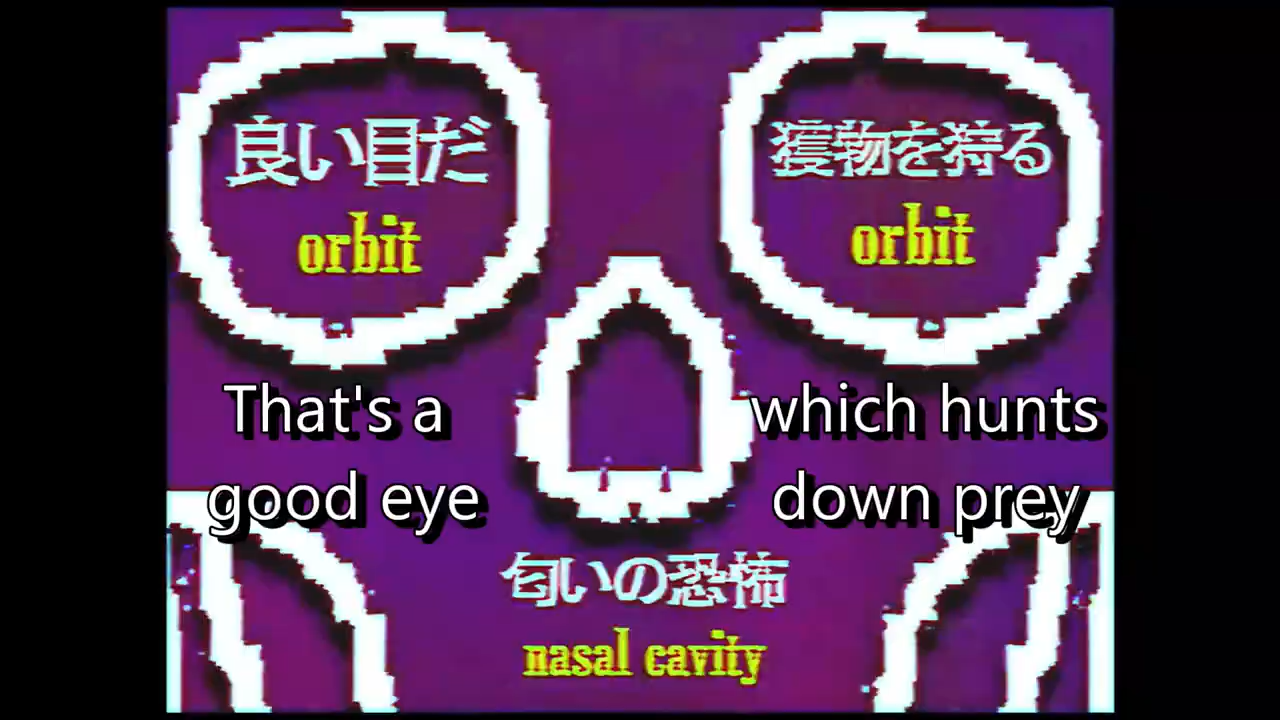 良い目だ
獲物を狩る
orbit
orbit
That's a
good eye
which hunts
down prey
匂いの恐怖
nasal cavity